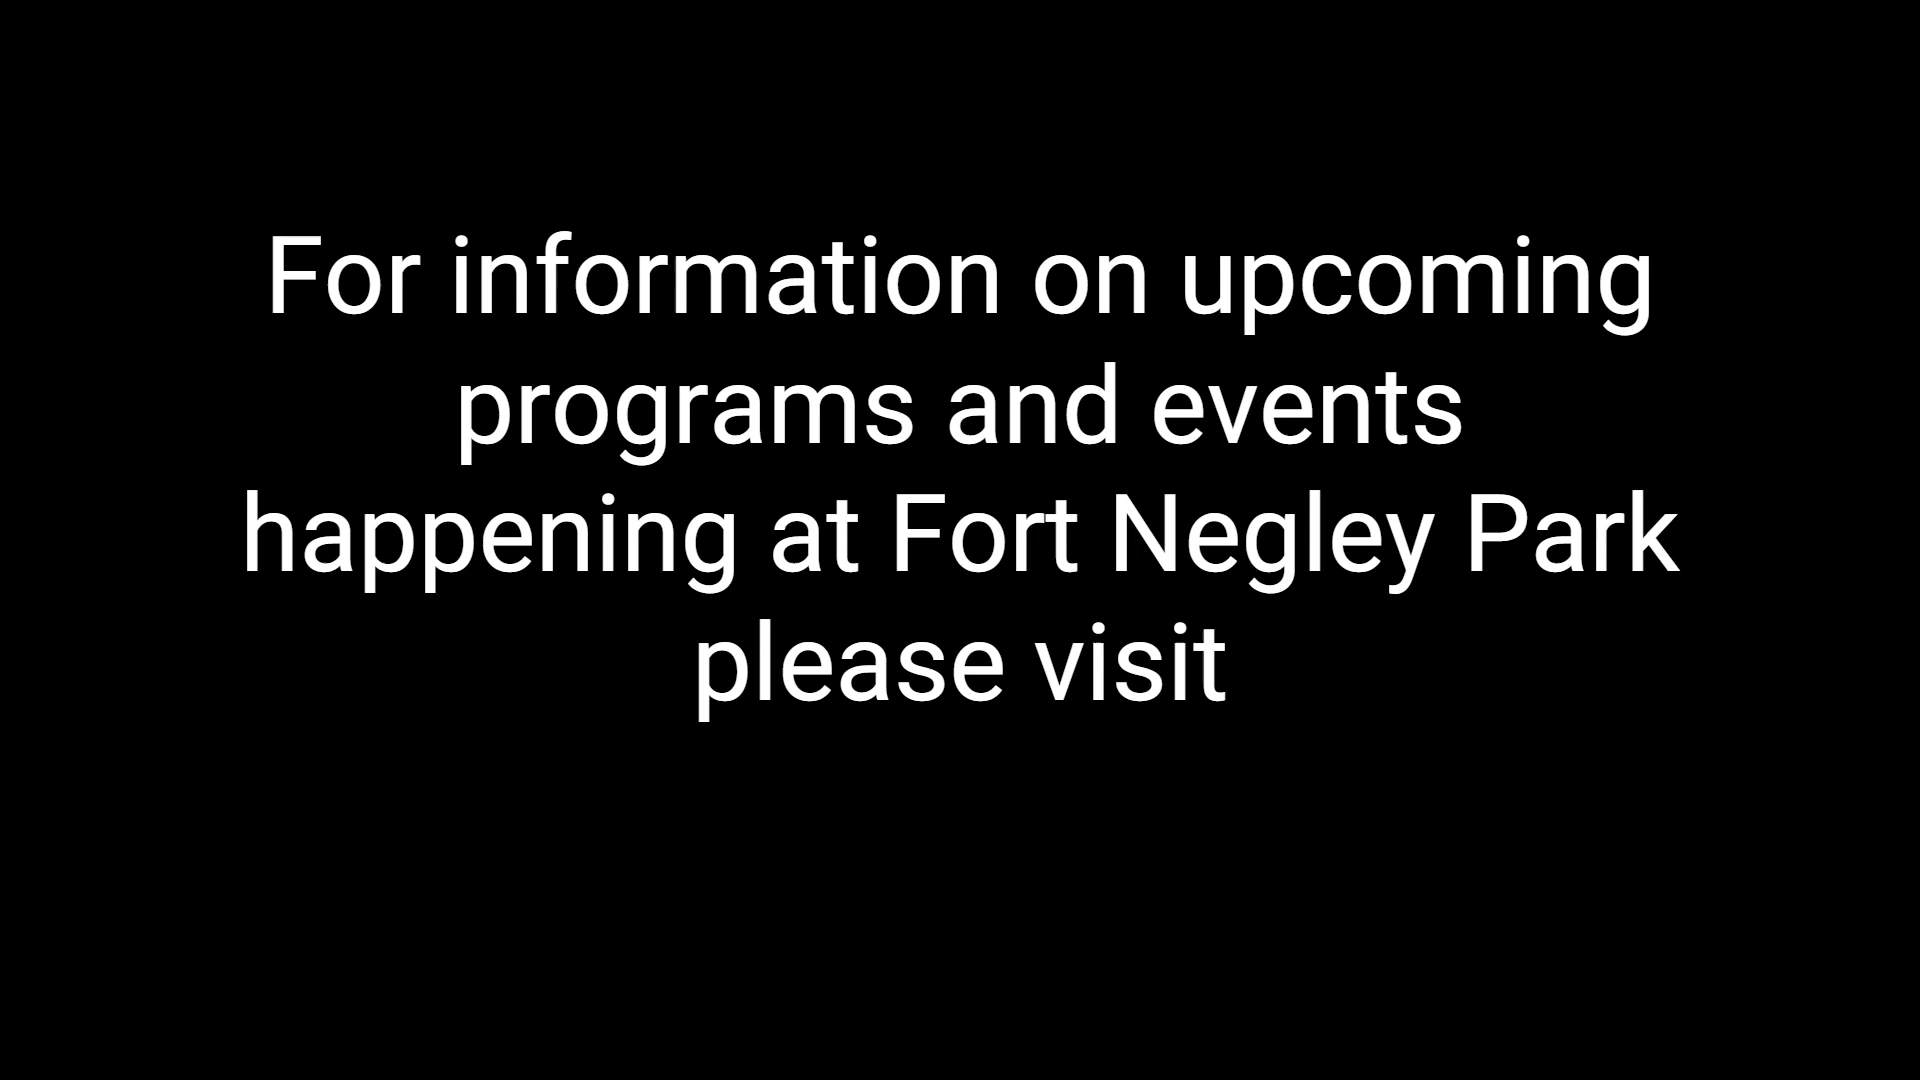 For information on upcoming
programs and events
happening at Fort Negley Park
please visit